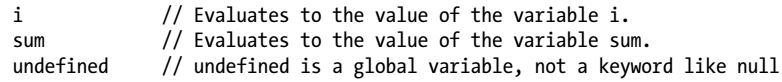 i // Evaluates to the value of the variable i.
sum // Evaluates to the value of the variable sum.
undefined // undefined is a global variable, not a keyword like null